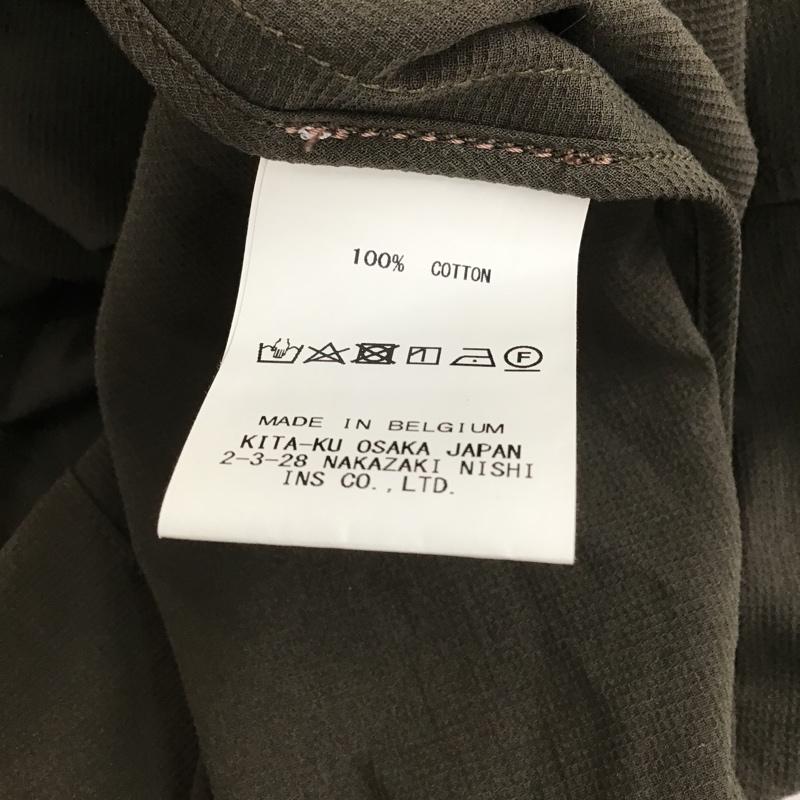 100% COTTON
F
MADE IN BELGIUM
KITA-KU OSAKA JAPAN
2-3-28 NAKAZAKI NISHI
INS CO.,LTD.